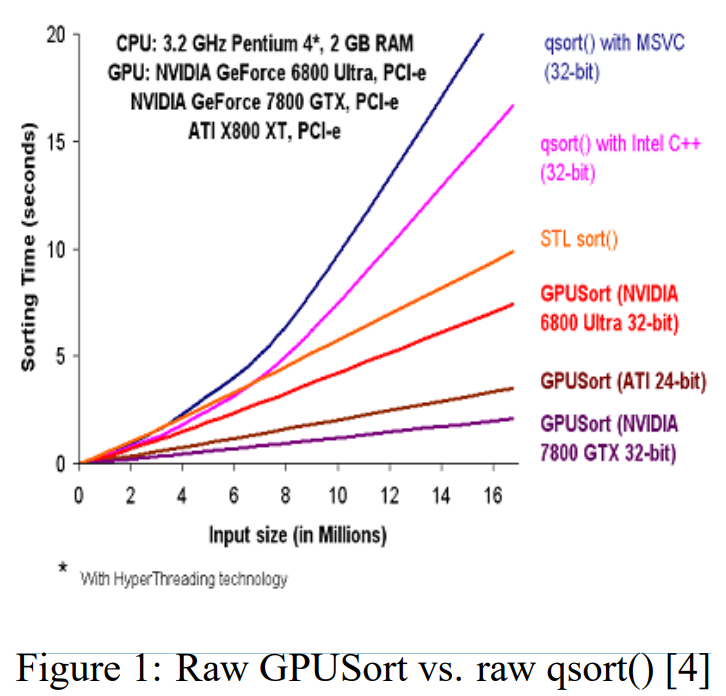 20
15
10
5
0
Sorting Time (seconds)
CPU: 3.2 GHz Pentium 4*, 2 GB RAM
GPU: NVIDIA GeForce 6800 Ultra, PCI-e
NVIDIA GeForce 7800 GTX, PCI-e
ATI X800 XT, PCI-e
qsort() with MSVC
(32-bit)
qsort() with Intel C++
(32-bit)
STL sort()
GPUSort (NVIDIA
6800 Ultra 32-bit)
GPUSort (ATI 24-bit)
GPUSort (NVIDIA
7800 GTX 32-bit)
0 2 4 6 8 10 12 14 16
Input size (in Millions)
* With HyperThreading technology
Figure 1: Raw GPUSort vs. raw qsort() [4]